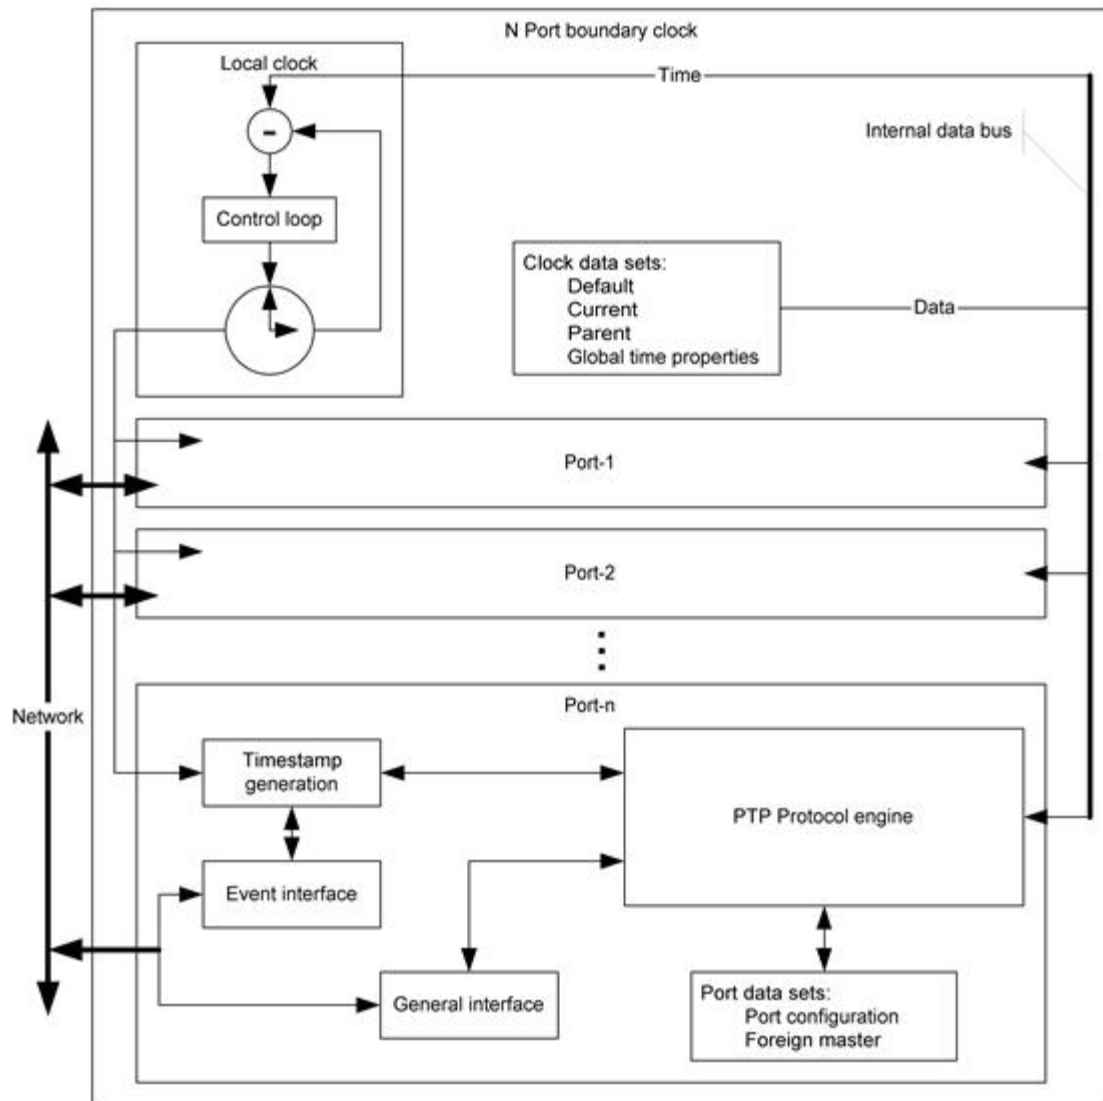 N Port boundary clock
Local clock
Time
-
Internal data bus
Control loop
Clock data sets:
Default
Current
Parent
Global time properties
Data
Port-1
Port-2
Network
Port-n
Timestamp
generation
PTP Protocol engine
Event interface
General interface
Port data sets:
Port configuration
Foreign master